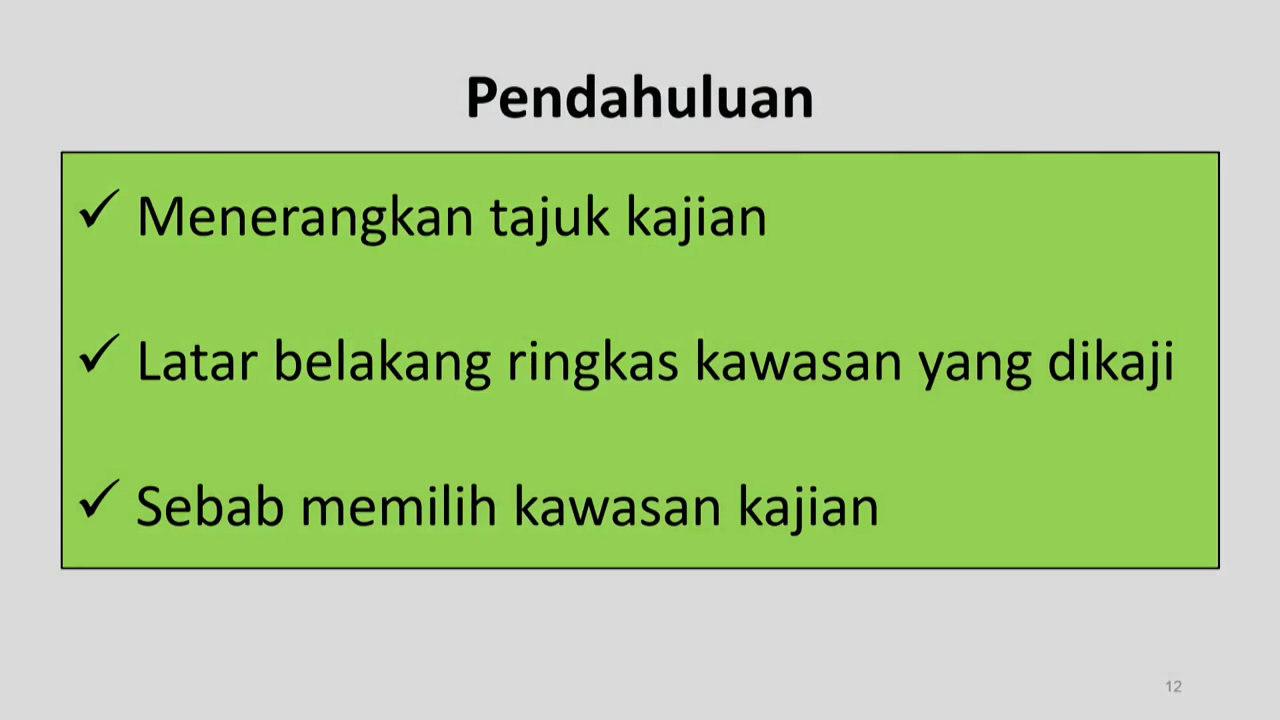 Pendahuluan
✓ Menerangkan tajuk kajian
✓ Latar belakang ringkas kawasan yang dikaji
✓ Sebab memilih kawasan kajian
12